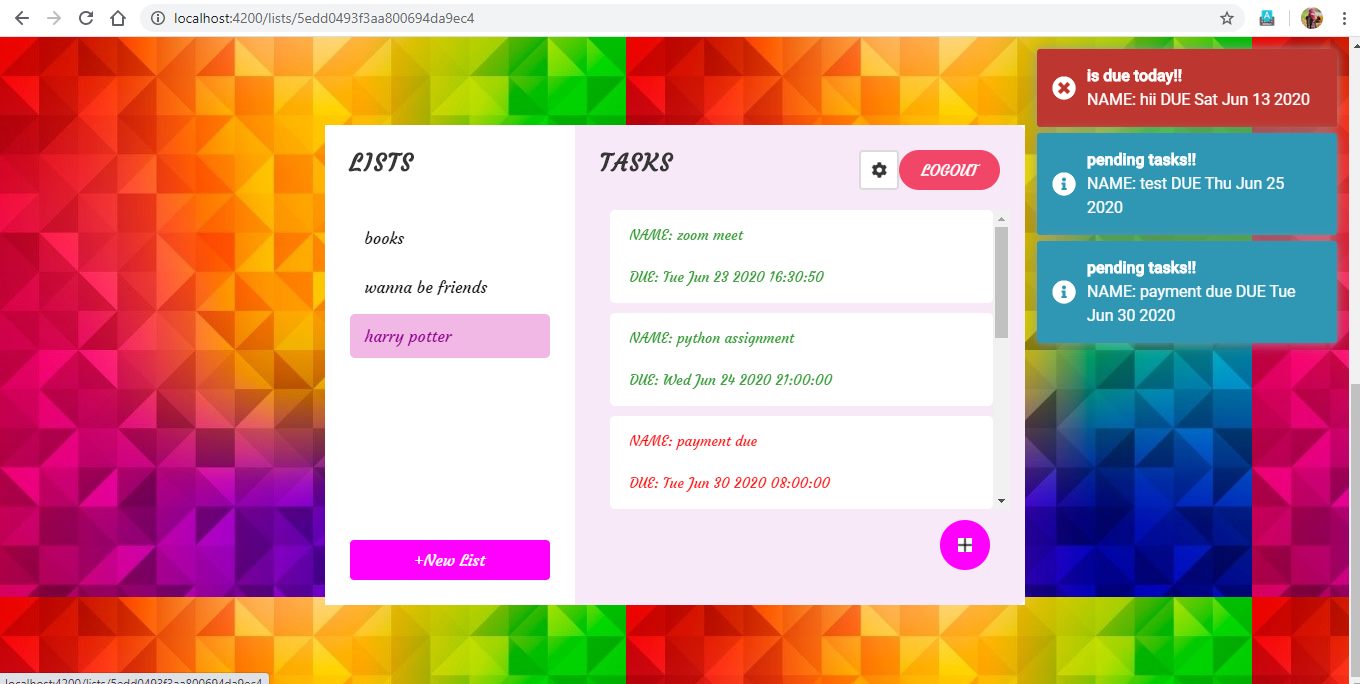 localhost:4200/lists/5edd0493f3aa800694da9ec4
is due today!!
NAME: hii DUE Sat Jun 13 2020
pending tasks!!
NAME: test DUE Thu Jun 25
2020
pending tasks!!
NAME: payment due DUE Tue
Jun 30 2020
LISTS
books
wanna be friends
harry potter
+New List
TASKS
LOGOUT
NAME: zoom meet
DUE: Tue Jun 23 2020 16:30:50
NAME: python assignment
DUE: Wed Jun 24 2020 21:00:00
NAME: payment due
DUE: Tue Jun 30 2020 08:00:00
localhost:4200/lists/5edd0493f3aa800694da9ec4